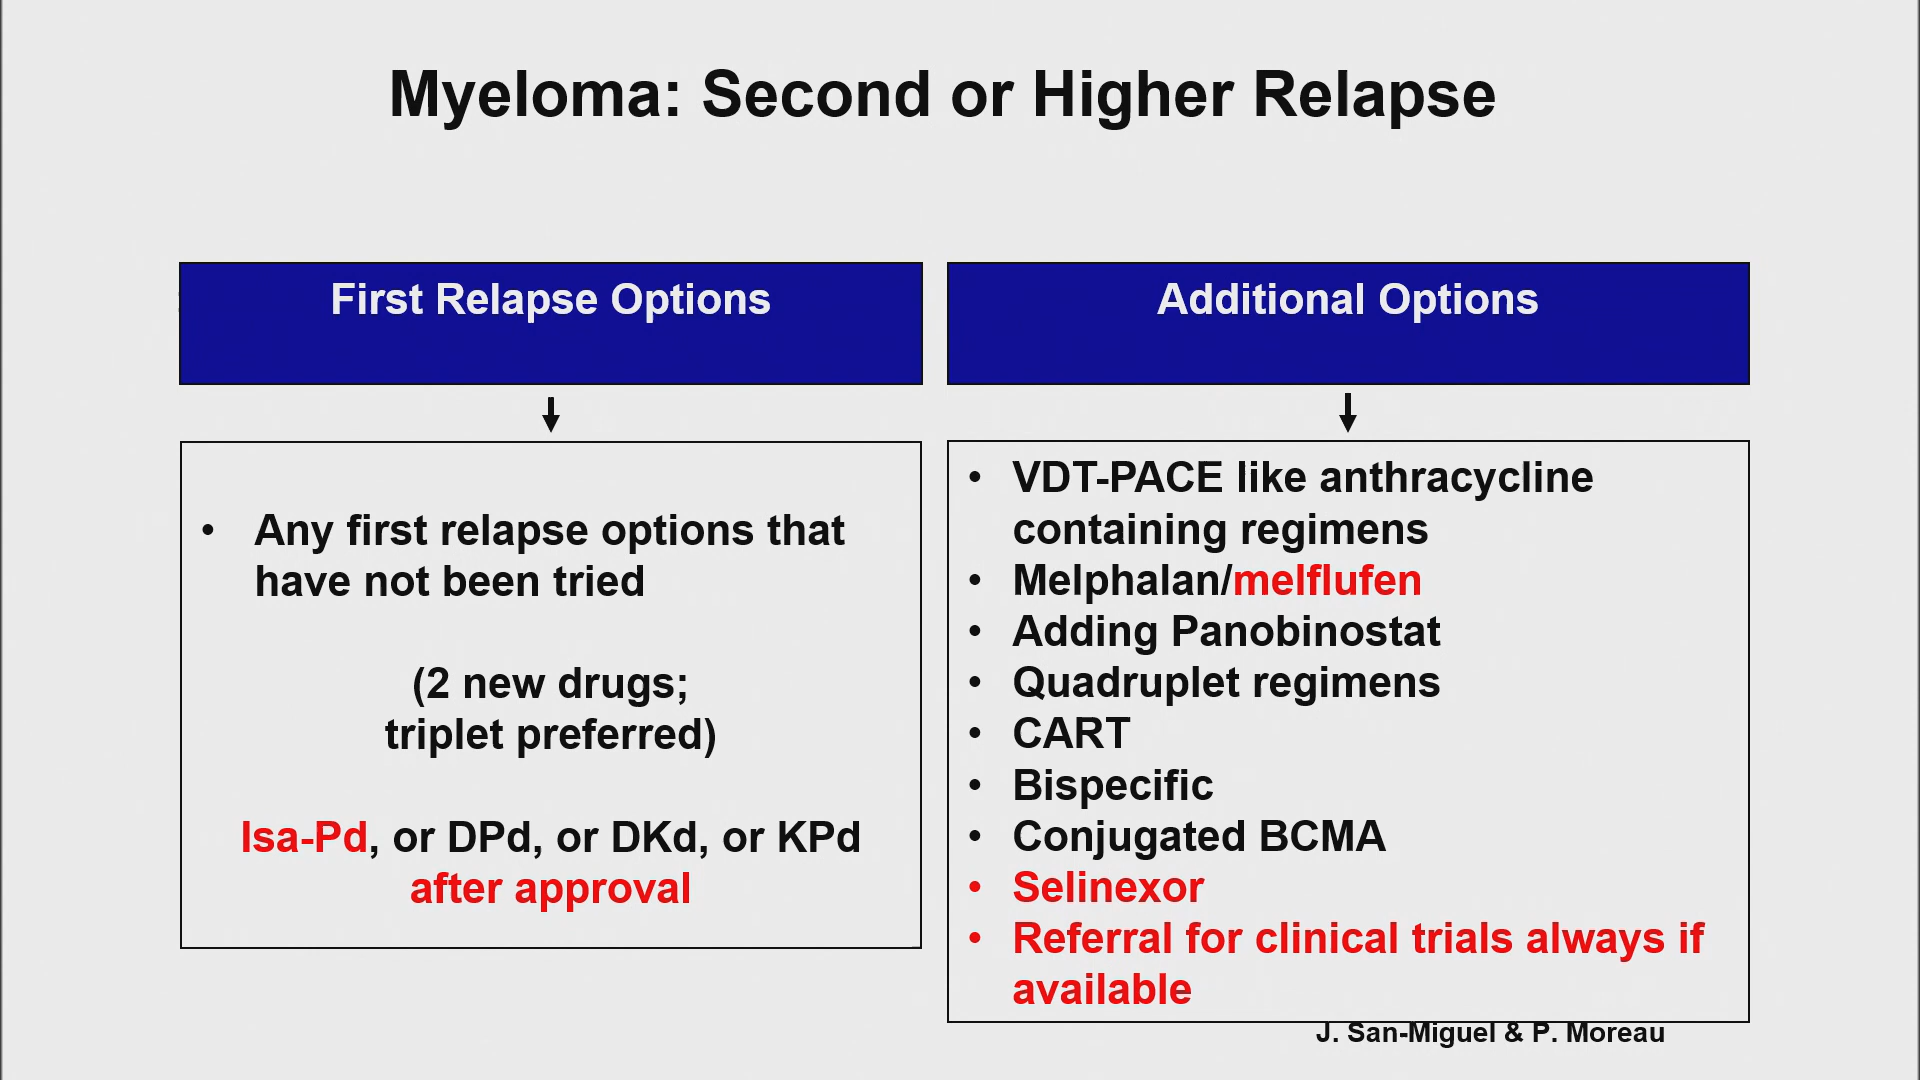 Myeloma: Second or Higher Relapse
First Relapse Options
• Any first relapse options that
have not been tried
(2 new drugs;
triplet preferred)
Isa-Pd, or DPd, or DKd, or KPd
after approval
Additional Options
• VDT-PACE like anthracycline
containing regimens
• Melphalan/melflufen
• Adding Panobinostat
• Quadruplet regimens
• CART
• Bispecific
• Conjugated BCMA
• Selinexor
• Referral for clinical trials always if
available
J. San-Miguel & P. Moreau